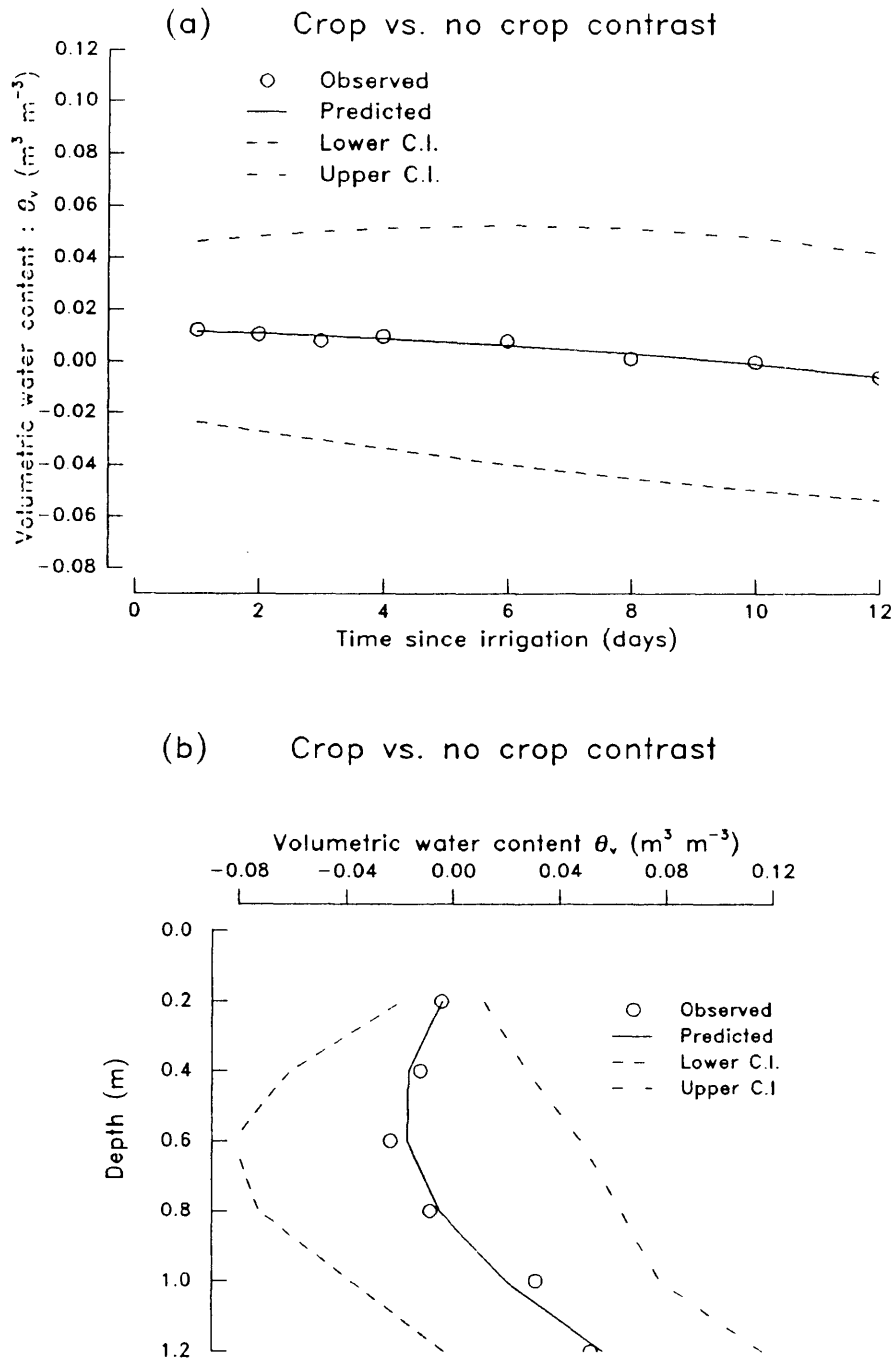 (a) Crop vs. no crop contrast
Volumetric water content : θᵥ (m³ m⁻³)
0.12
0.10
0.08
0.06
0.04
0.02
0.00
−0.02
−0.04
−0.06
−0.08
Observed
Predicted
Lower C.I.
Upper C.I.
0 2 4 6 8 10 12
Time since irrigation (days)
(b) Crop vs. no crop contrast
Volumetric water content θᵥ (m³ m⁻³)
−0.08 −0.04 0.00 0.04 0.08 0.12
Depth (m)
0.0
0.2
0.4
0.6
0.8
1.0
1.2
Observed
Predicted
Lower C.I.
Upper C.I